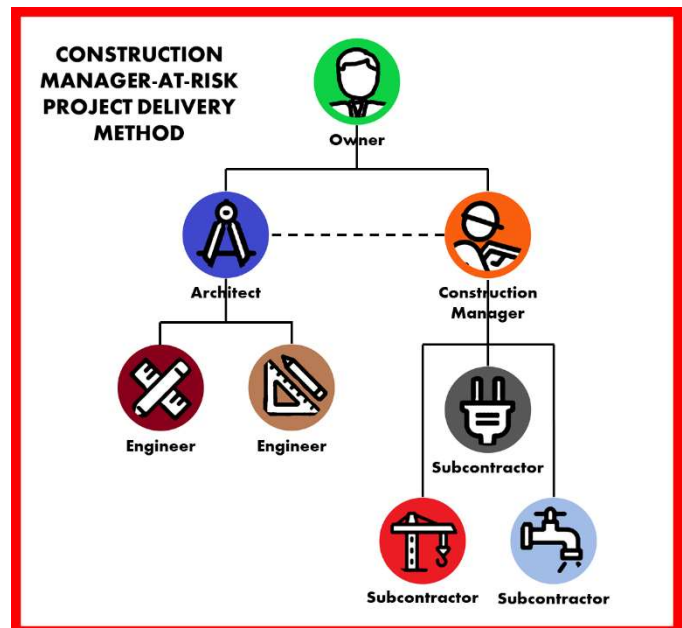 CONSTRUCTION
MANAGER-AT-RISK
PROJECT DELIVERY
METHOD
Owner
Architect
Construction
Manager
Engineer
Engineer
Subcontractor
Subcontractor
Subcontractor